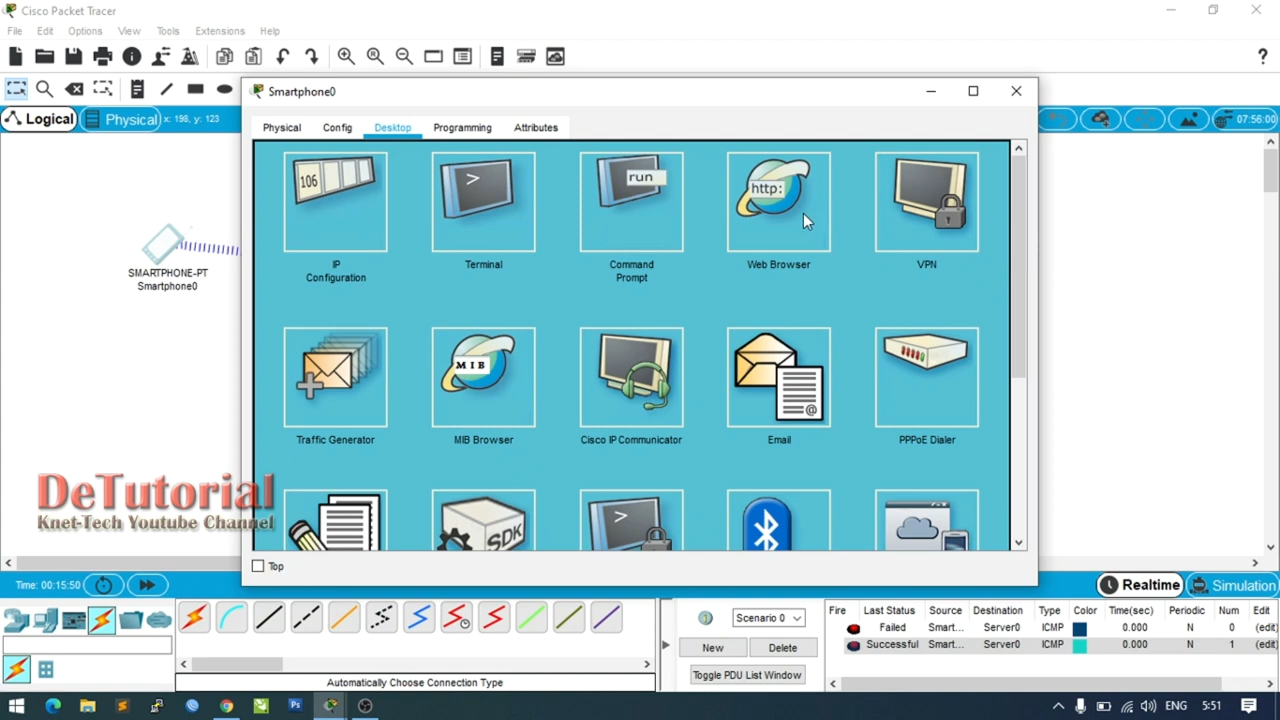 Cisco Packet Tracer
File Edit Options View Tools Extensions Help
?
Logical Physical x: 198, y: 123 07:56:00
Smartphone0
Physical Config Desktop Programming Attributes
106
>
run
http:
IP
Configuration
Terminal
Command
Prompt
Web Browser
VPN
MIB
@
Traffic Generator
MIB Browser
Cisco IP Communicator
Email
PPPoE Dialer
SDK
>
Top
SMARTPHONE-PT
Smartphone0
DeTutorial
Knet-Tech Youtube Channel
Time: 00:15:50
Realtime Simulation
Scenario 0
New Delete
Toggle PDU List Window
Automatically Choose Connection Type
Fire Last Status Source Destination Type Color Time(sec) Periodic Num Edit
Failed Smart... Server0 ICMP 0.000 N 0 (edit)
Successful Smart... Server0 ICMP 0.000 N 1 (edit)
ENG 5:51